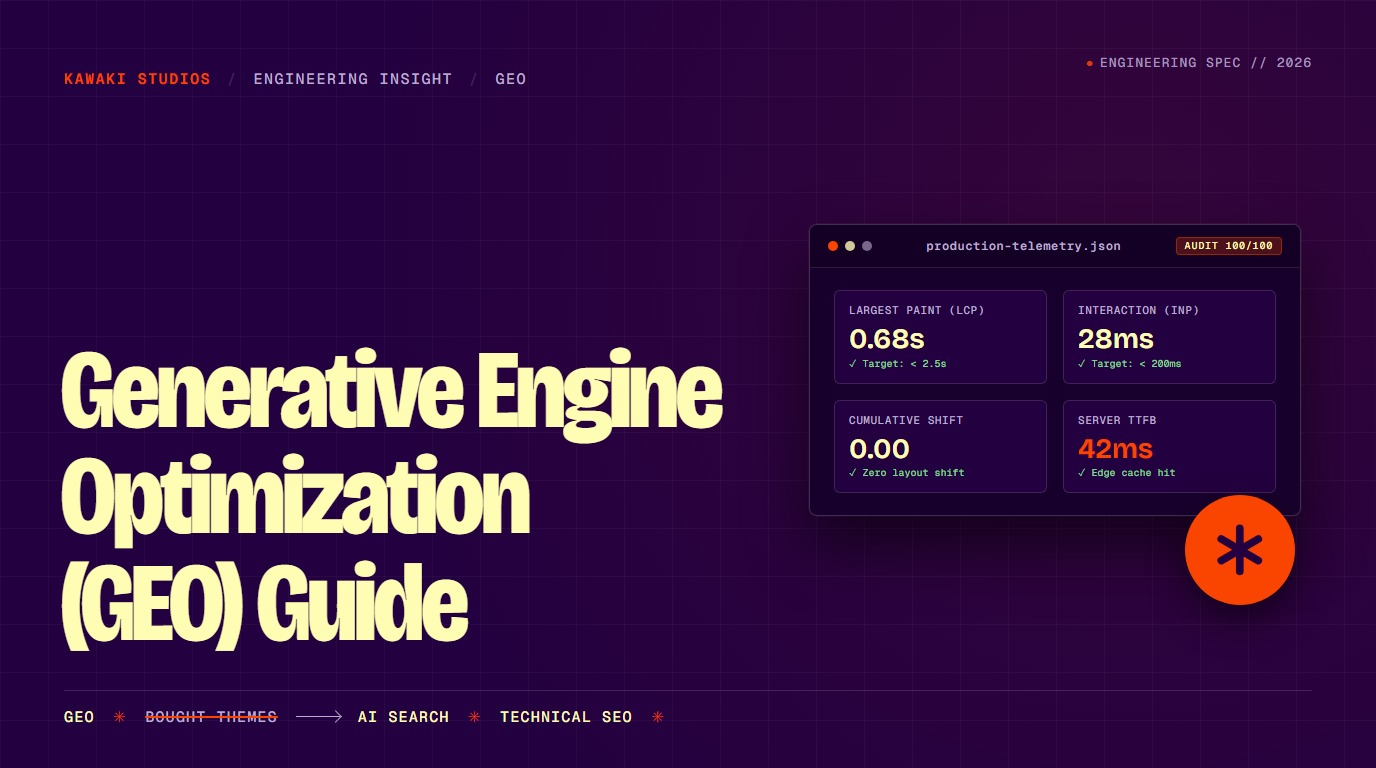 KAWAKI STUDIOS / ENGINEERING INSIGHT / GEO
• ENGINEERING SPEC // 2026
production-telemetry.json
AUDIT 100/100
LARGEST PAINT (LCP)
0.68s
✓ Target: < 2.5s
INTERACTION (INP)
28ms
✓ Target: < 200ms
CUMULATIVE SHIFT
0.00
✓ Zero layout shift
SERVER TTFB
42ms
✓ Edge cache hit
Generative Engine
Optimization
(GEO) Guide
GEO ✳ BOUGHT THEMES → AI SEARCH ✳ TECHNICAL SEO ✳